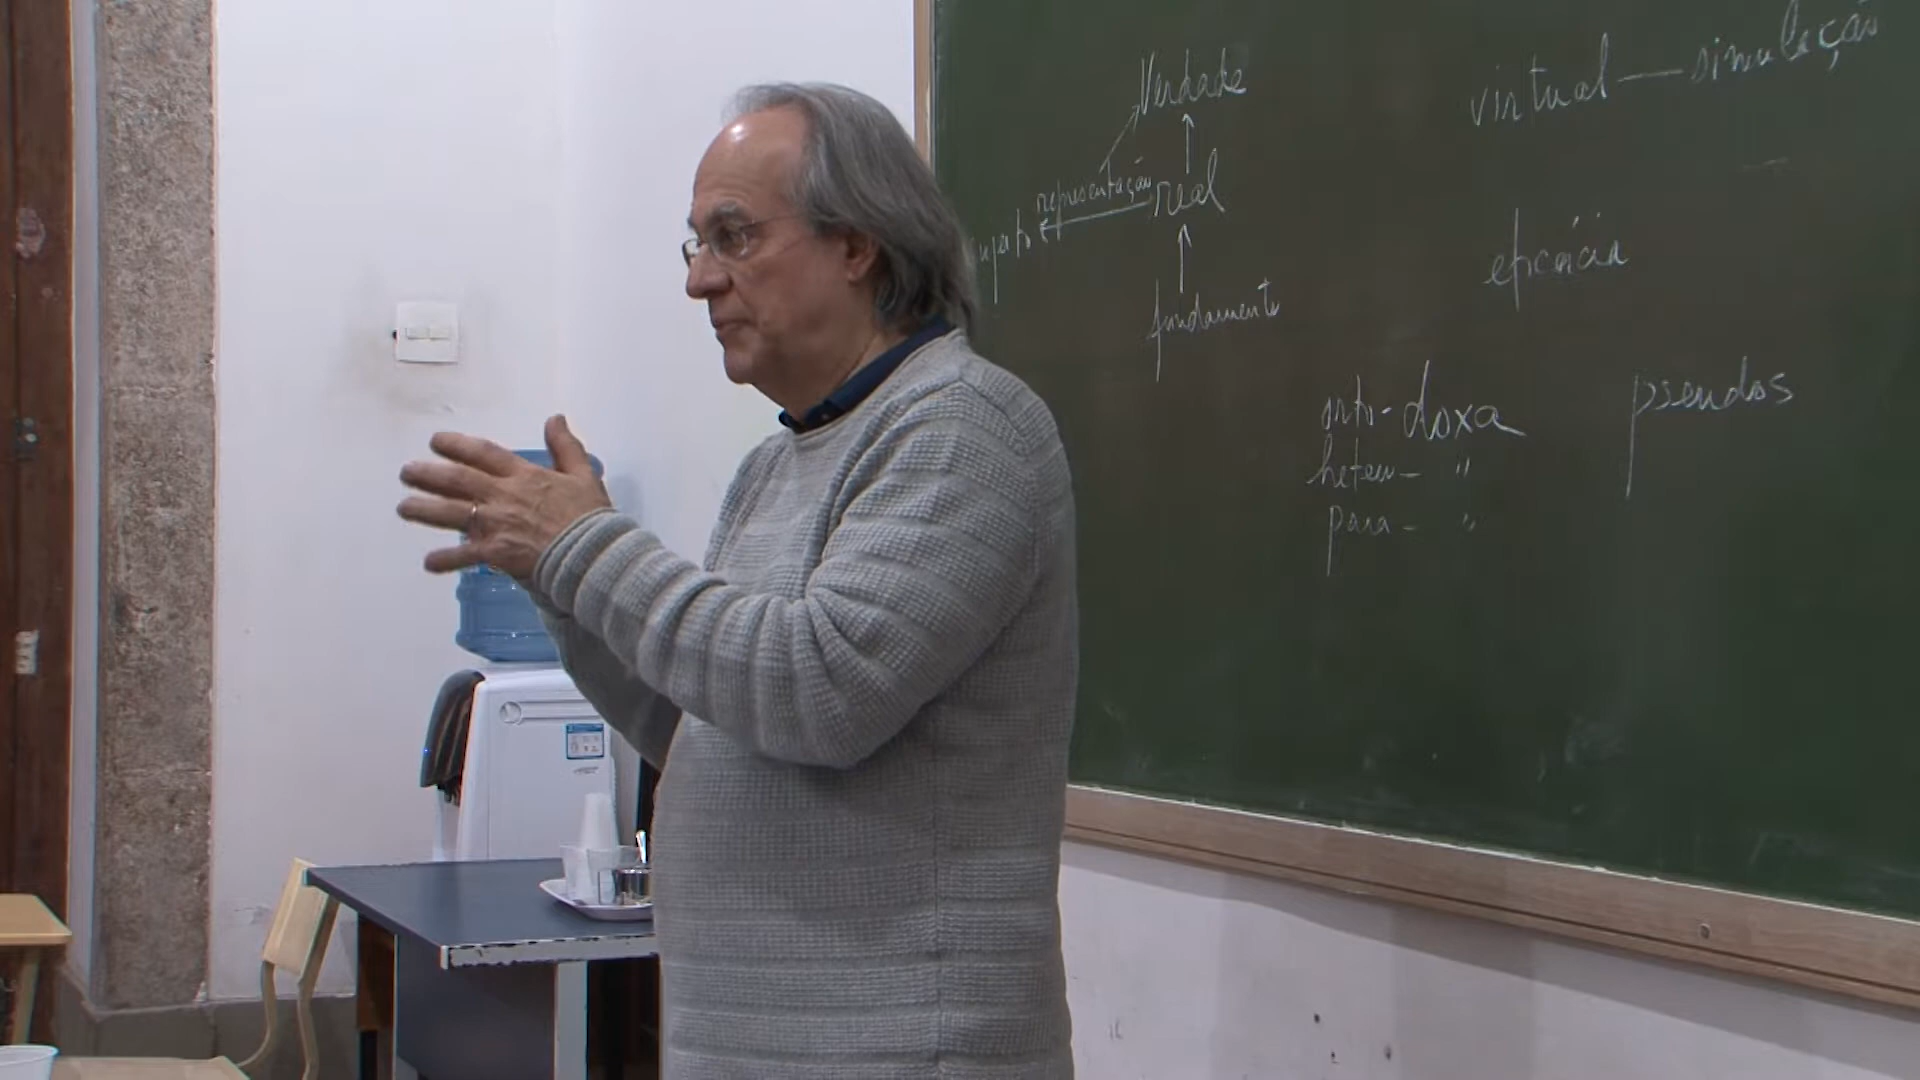 Verdade
representação real
sujeito
fundamento
virtual — simulação
eficácia
orto-doxa
hetero- "
para- "
pseudos